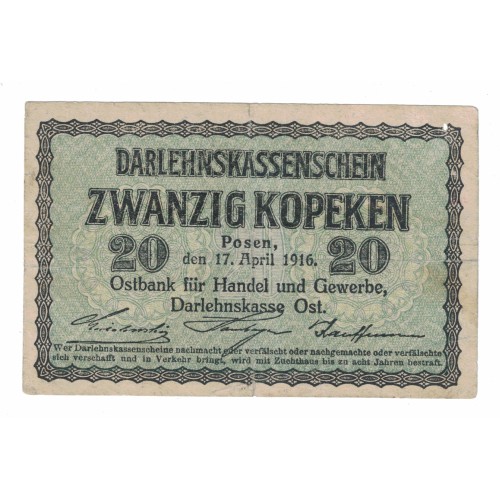 DARLEHNSKASSENSCHEIN
ZWANZIG KOPEKEN
20 Posen, 20
den 17. April 1916.
Ostbank für Handel und Gewerbe,
Darlehnskasse Ost.
Wer Darlehnskassenscheine nachmacht oder verfälscht oder nachgemachte oder verfälschte
sich verschafft und in Verkehr bringt, wird mit Zuchthaus bis zu acht Jahren bestraft.